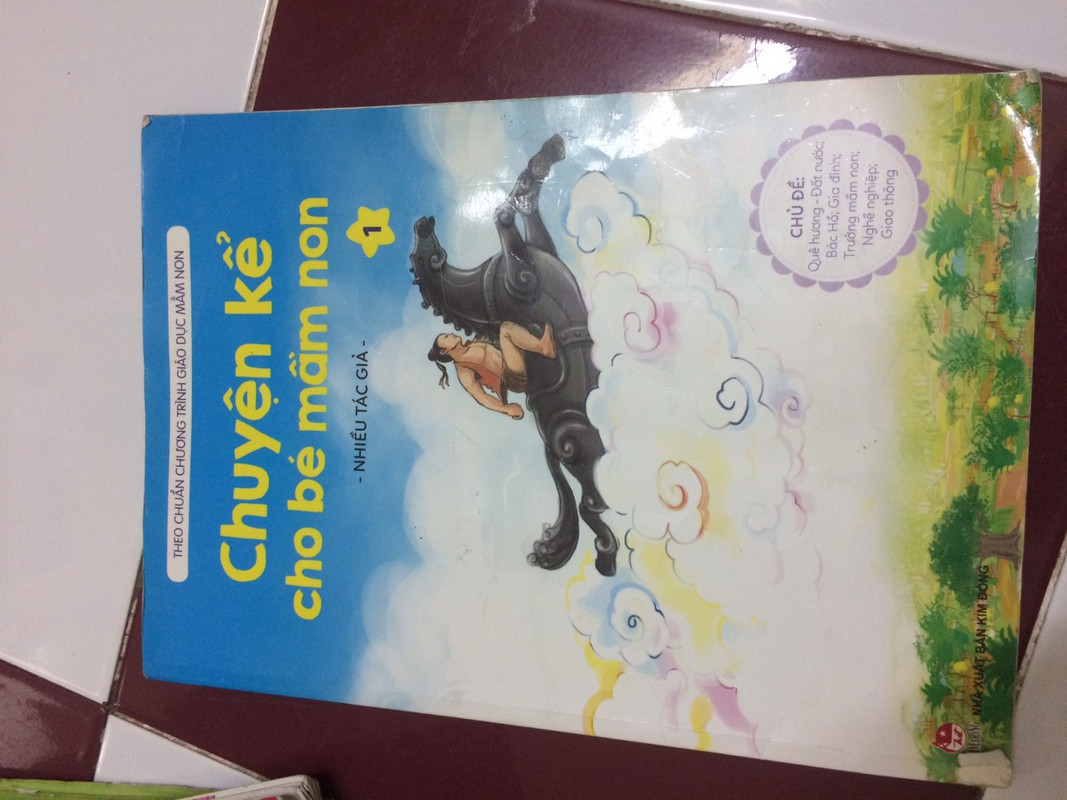 THEO CHUẨN CHƯƠNG TRÌNH GIÁO DỤC MẦM NON
Chuyện kể
cho bé mầm non
1
- NHIỀU TÁC GIẢ -
CHỦ ĐỀ:
Quê hương - Đất nước;
Bác Hồ; Gia đình;
Trường mầm non;
Nghề nghiệp;
Giao thông
NHÀ XUẤT BẢN KIM ĐỒNG